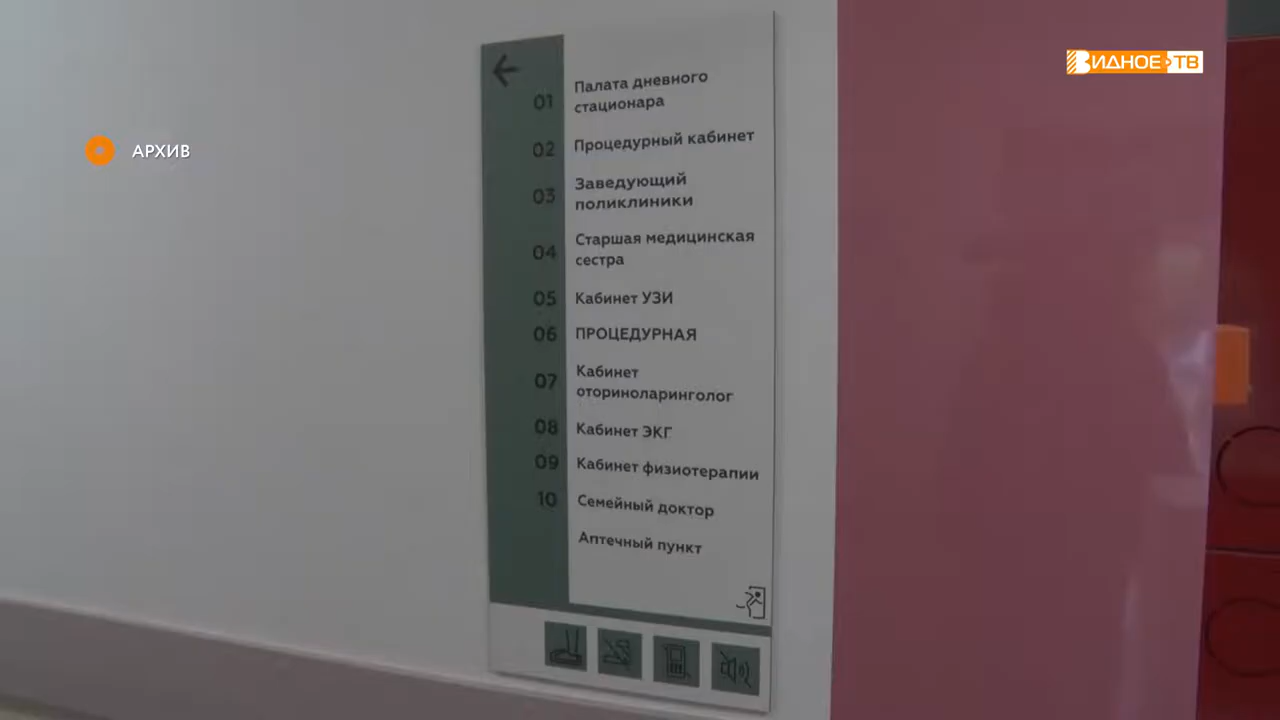 ВИДНОЕ ТВ
АРХИВ
01 Палата дневного
стационара
02 Процедурный кабинет
03 Заведующий
поликлиники
04 Старшая медицинская
сестра
05 Кабинет УЗИ
06 ПРОЦЕДУРНАЯ
07 Кабинет
оториноларинголог
08 Кабинет ЭКГ
09 Кабинет физиотерапии
10 Семейный доктор
Аптечный пункт